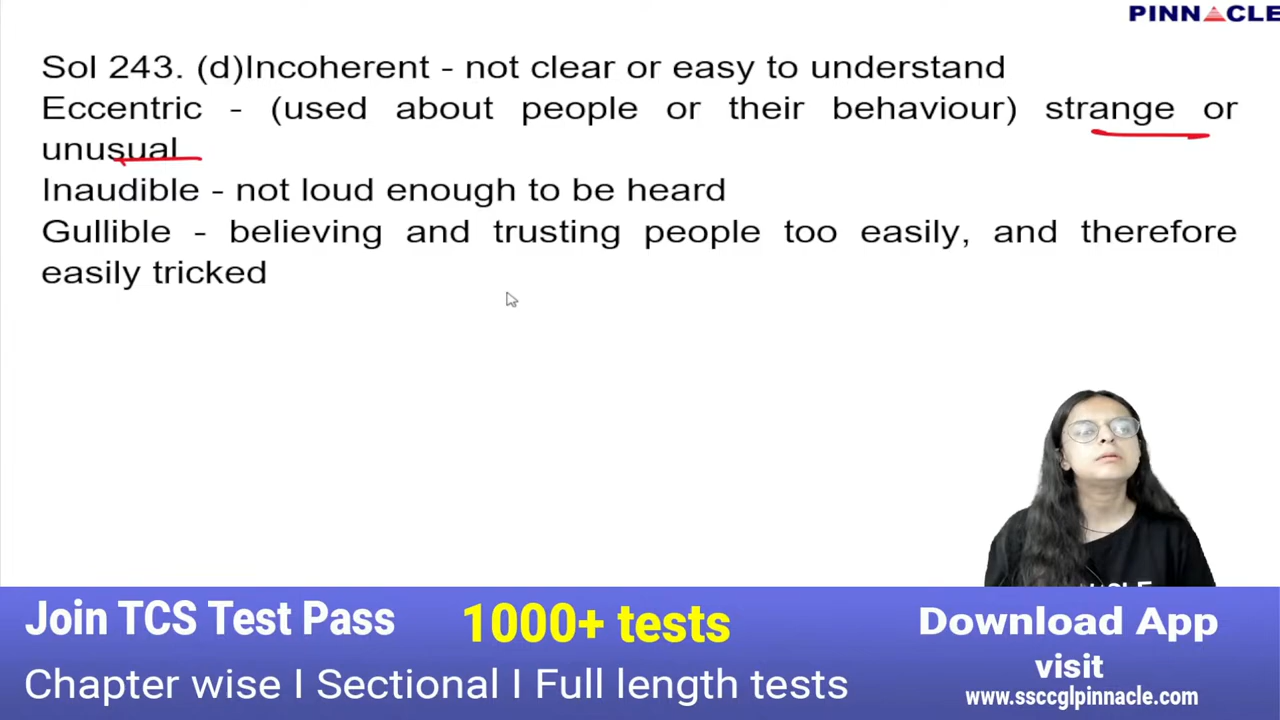 PINNACLE
Sol 243. (d)Incoherent - not clear or easy to understand
Eccentric - (used about people or their behaviour) strange or
unusual
Inaudible - not loud enough to be heard
Gullible - believing and trusting people too easily, and therefore
easily tricked
Join TCS Test Pass
1000+ tests
Chapter wise I Sectional I Full length tests
Download App
visit
www.ssccglpinnacle.com